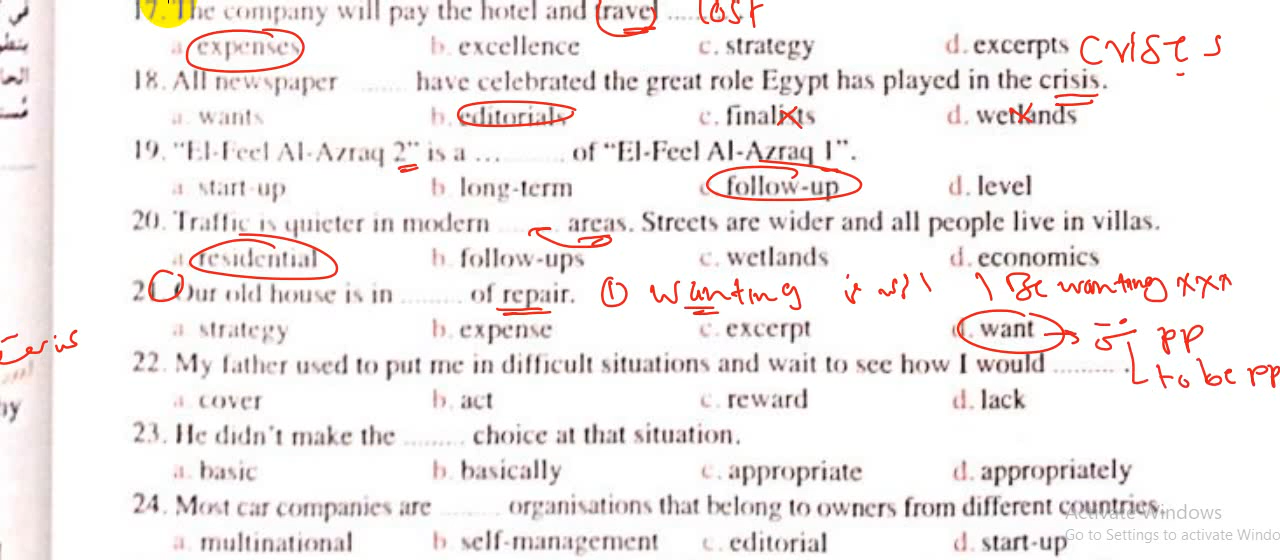 17. The company will pay the hotel and travel ..... cost
a. expenses b. excellence c. strategy d. excerpts crises
18. All newspaper ........ have celebrated the great role Egypt has played in the crisis.
a. wants b. editorials c. finalists d. wetlands
19. "El-Feel Al-Azraq 2" is a ............ of "El-Feel Al-Azraq 1".
a. start-up b. long-term c. follow-up d. level
20. Traffic is quieter in modern ......... areas. Streets are wider and all people live in villas.
a. residential b. follow-ups c. wetlands d. economics
21. Our old house is in ......... of repair. ① wanting Be wanting xxx
a. strategy b. expense c. excerpt d. want pp
22. My father used to put me in difficult situations and wait to see how I would ......... . to be pp
a. cover b. act c. reward d. lack
23. He didn't make the ......... choice at that situation.
a. basic b. basically c. appropriate d. appropriately
24. Most car companies are ......... organisations that belong to owners from different countries.
a. multinational b. self-management c. editorial d. start-up
Activate Windows
Go to Settings to activate Windo